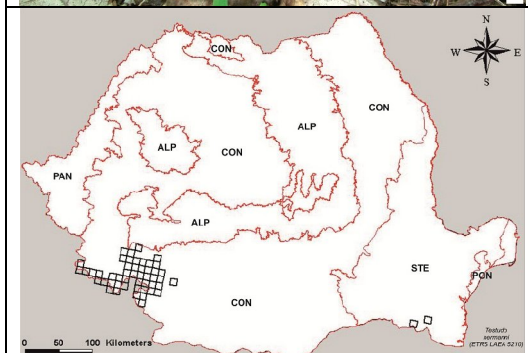 N
W E
S
CON
CON
ALP
ALP
CON
PAN
ALP
STE
PON
CON
0 50 100 Kilometers
Testudo
hermanni
(ETRS LAEA 5210)